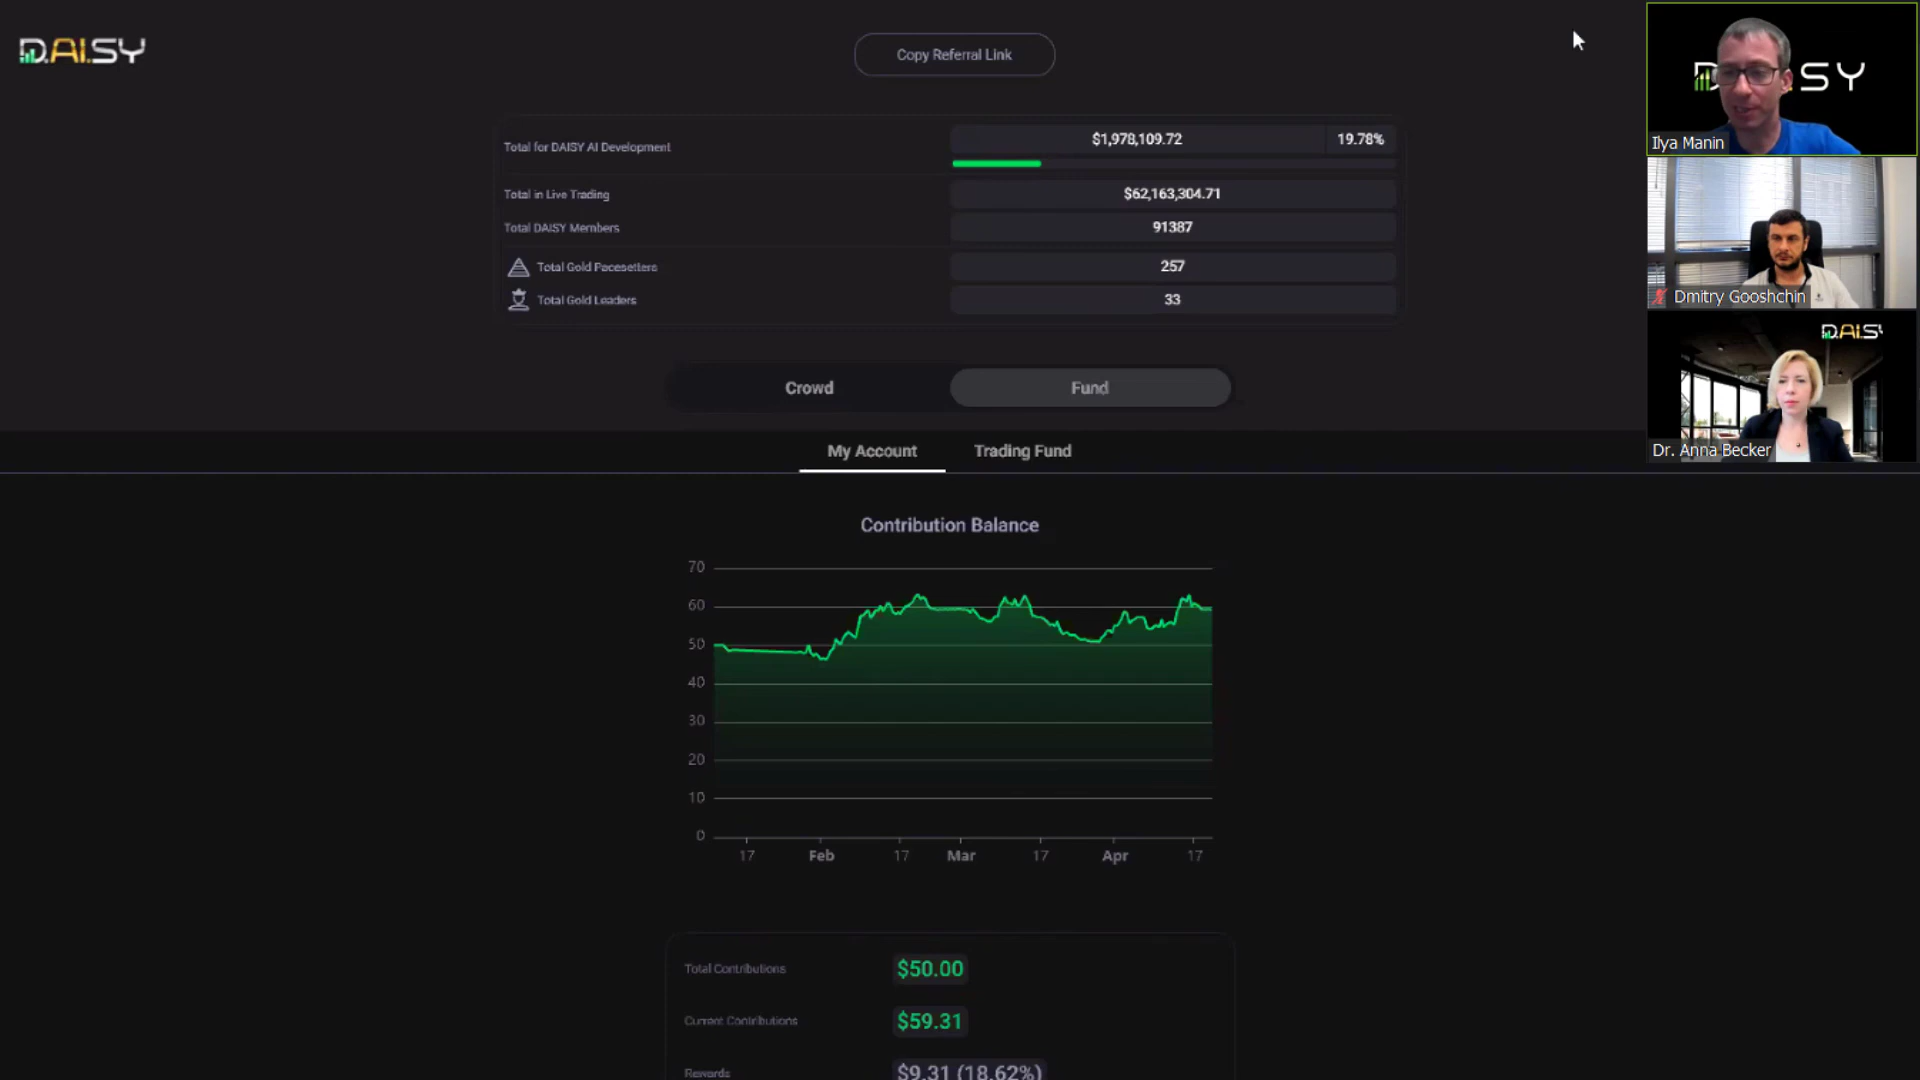 DAISY
Copy Referral Link
Total for DAISY AI Development
$1,978,109.72
19.78%
Total in Live Trading
$62,163,304.71
Total DAISY Members
91387
Total Gold Pacesetters
257
Total Gold Leaders
33
Crowd
Fund
My Account
Trading Fund
Contribution Balance
70
60
50
40
30
20
10
0
17
Feb
17
Mar
17
Apr
17
Total Contributions
$50.00
Current Contributions
$59.31
Rewards
$9.31 (18.62%)
D SY
Ilya Manin
Dmitry Gooshchin
D.AI.S
Dr. Anna Becker